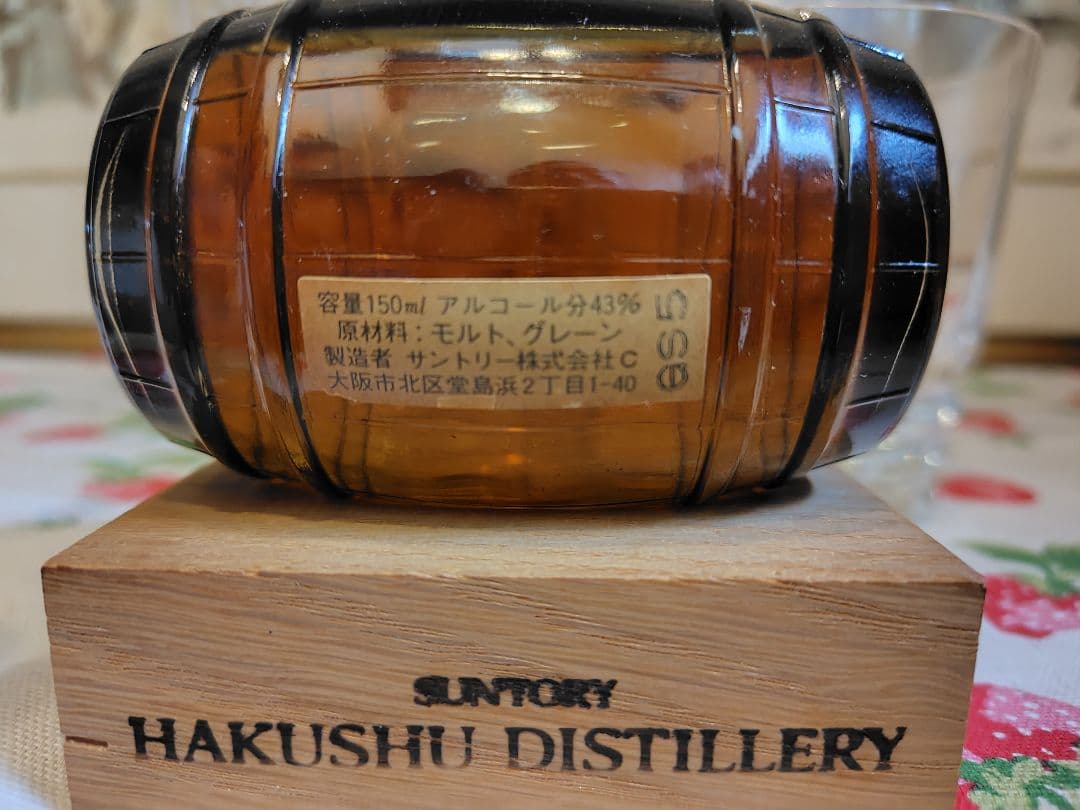 容量150ml アルコール分43%
原材料：モルト、グレーン
製造者 サントリー株式会社C
大阪市北区堂島浜2丁目1-40
SUNTORY
HAKUSHU DISTILLERY